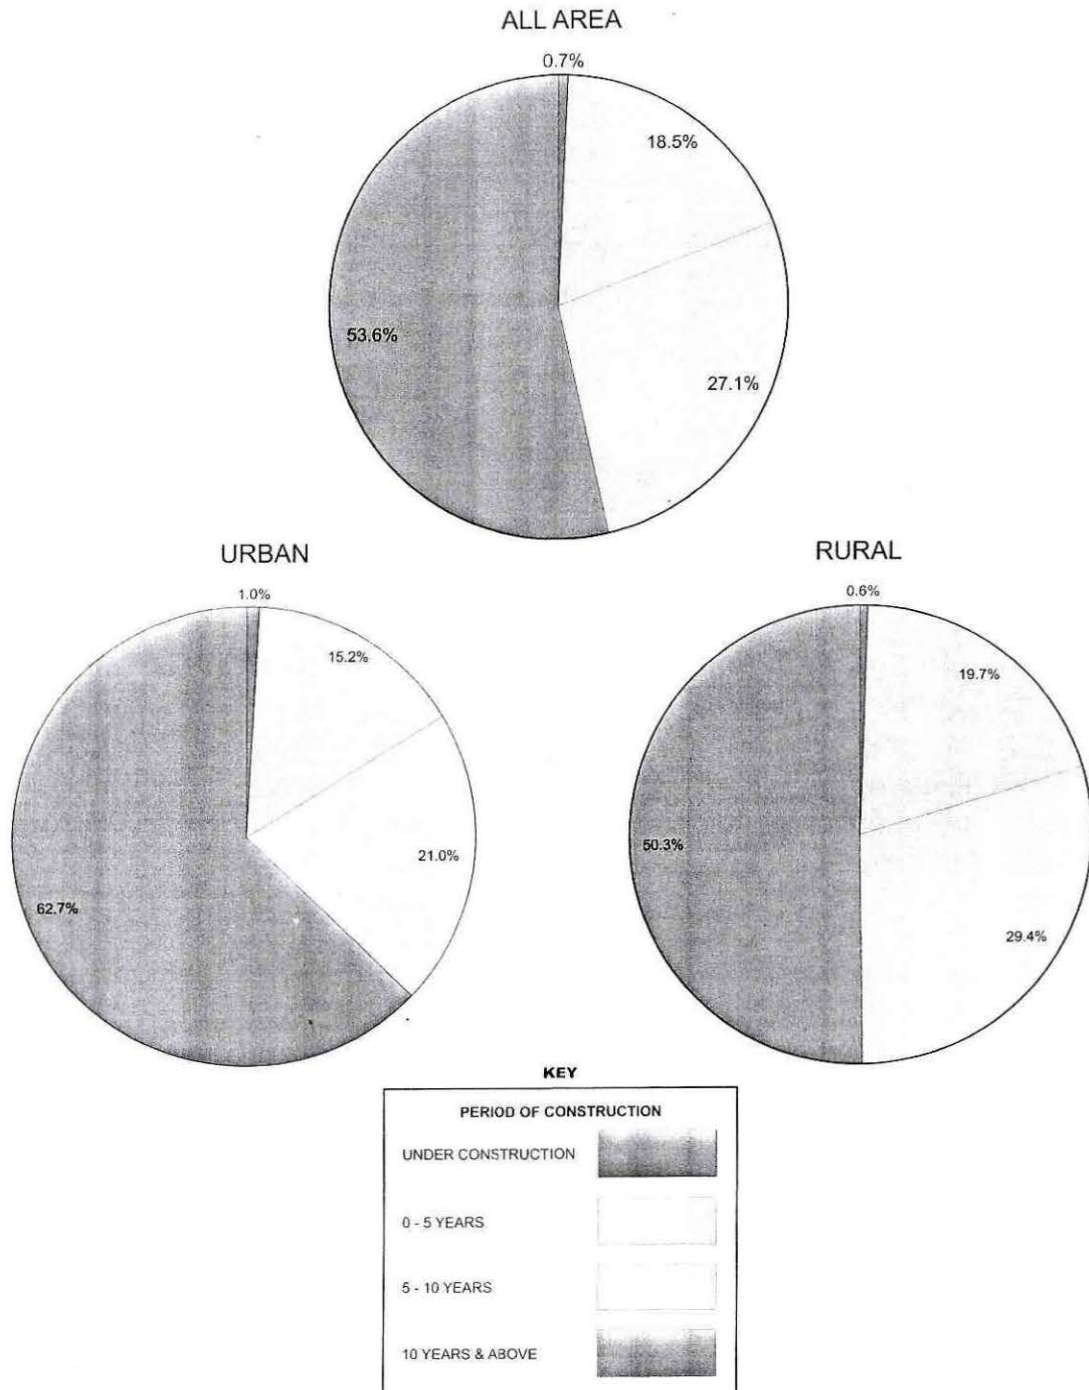 ALL AREA
0.7%
18.5%
53.6%
27.1%
URBAN
1.0%
15.2%
21.0%
62.7%
RURAL
0.6%
19.7%
50.3%
29.4%
KEY
PERIOD OF CONSTRUCTION
UNDER CONSTRUCTION
0 - 5 YEARS
5 - 10 YEARS
10 YEARS & ABOVE